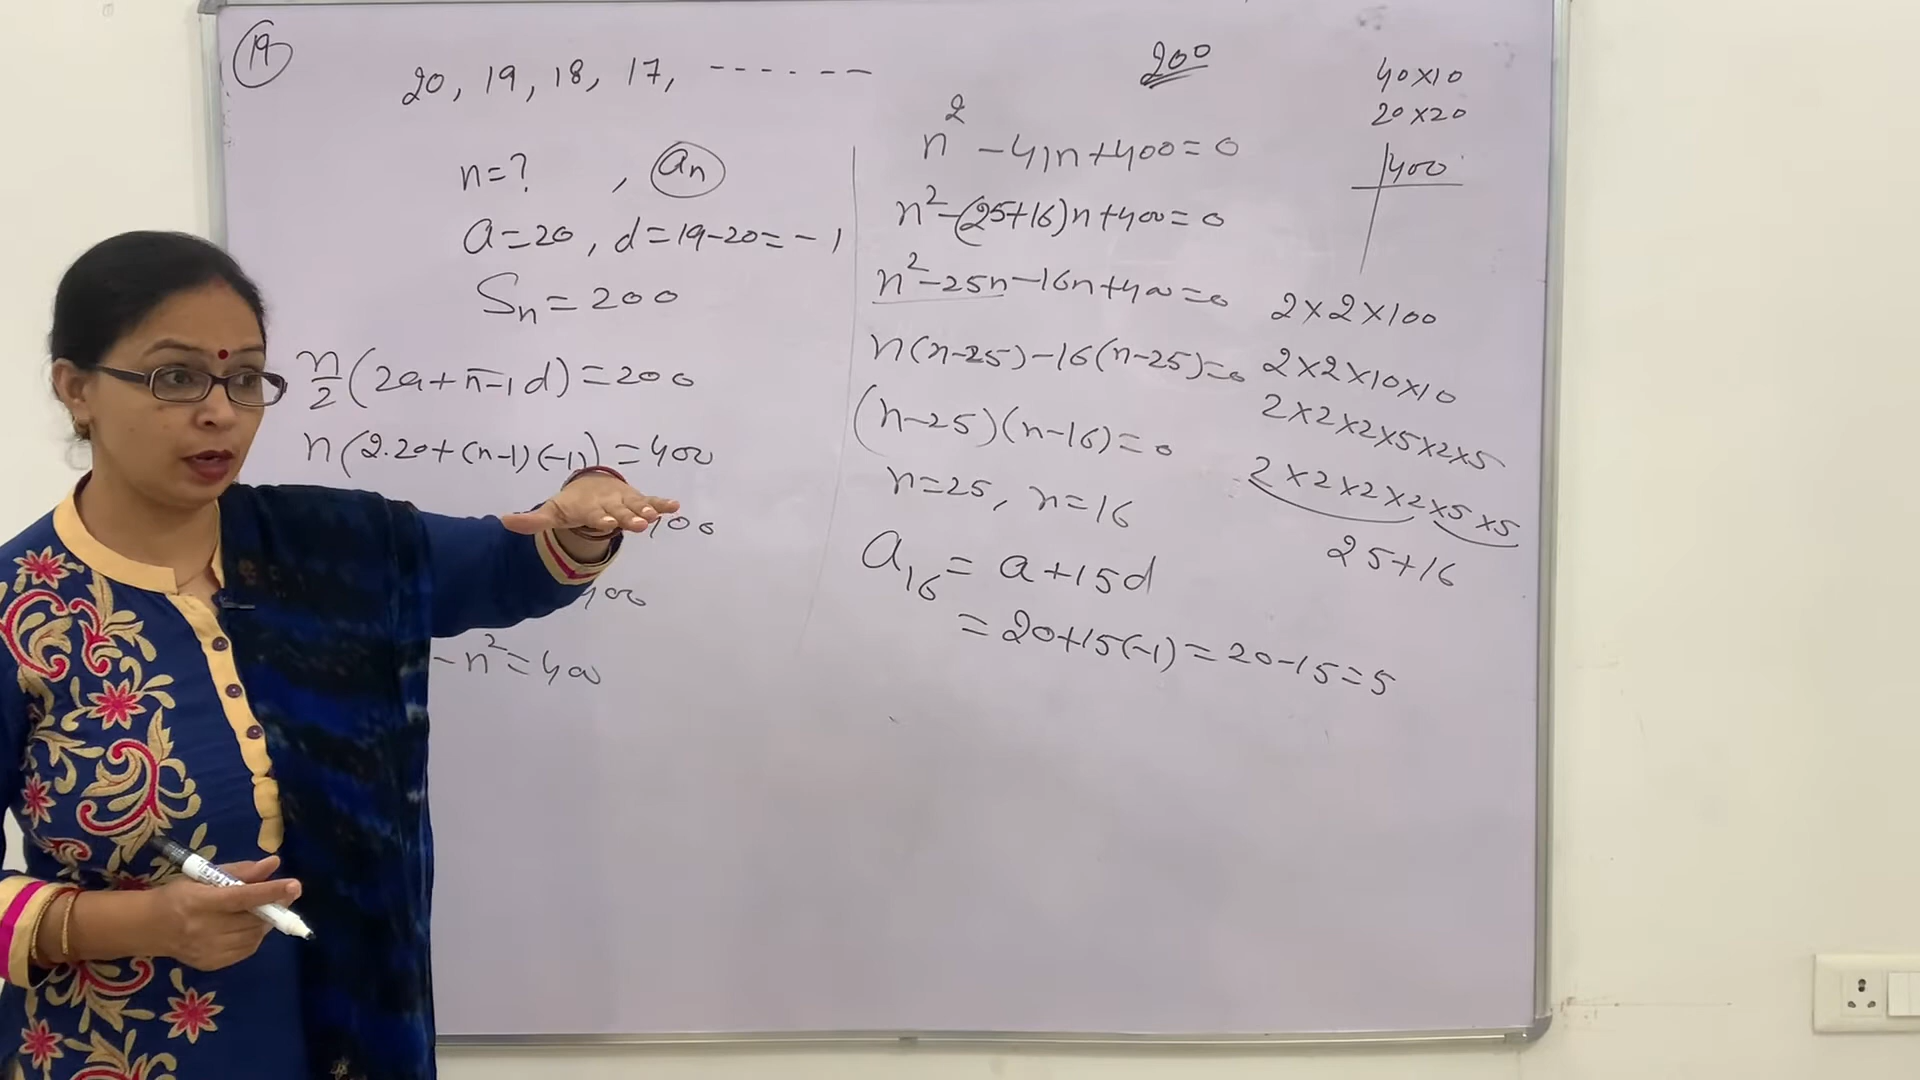 19
20, 19, 18, 17, ------
n=? , an
a=20, d=19-20=-1
Sn=200
n/2(2a+n̅-̅1̅d)=200
n(2.20+(n-1)(-1))=400
400
400
-n²=400
200
n²-41n+400=0
n²-(25+16)n+400=0
n²-25n-16n+400=0
n(n-25)-16(n-25)=0
(n-25)(n-16)=0
n=25, n=16
a₁₆=a+15d
=20+15(-1)=20-15=5
40×10
20×20
400
2×2×100
2×2×10×10
2×2×2×5×2×5
2×2×2×2×5×5
25+16